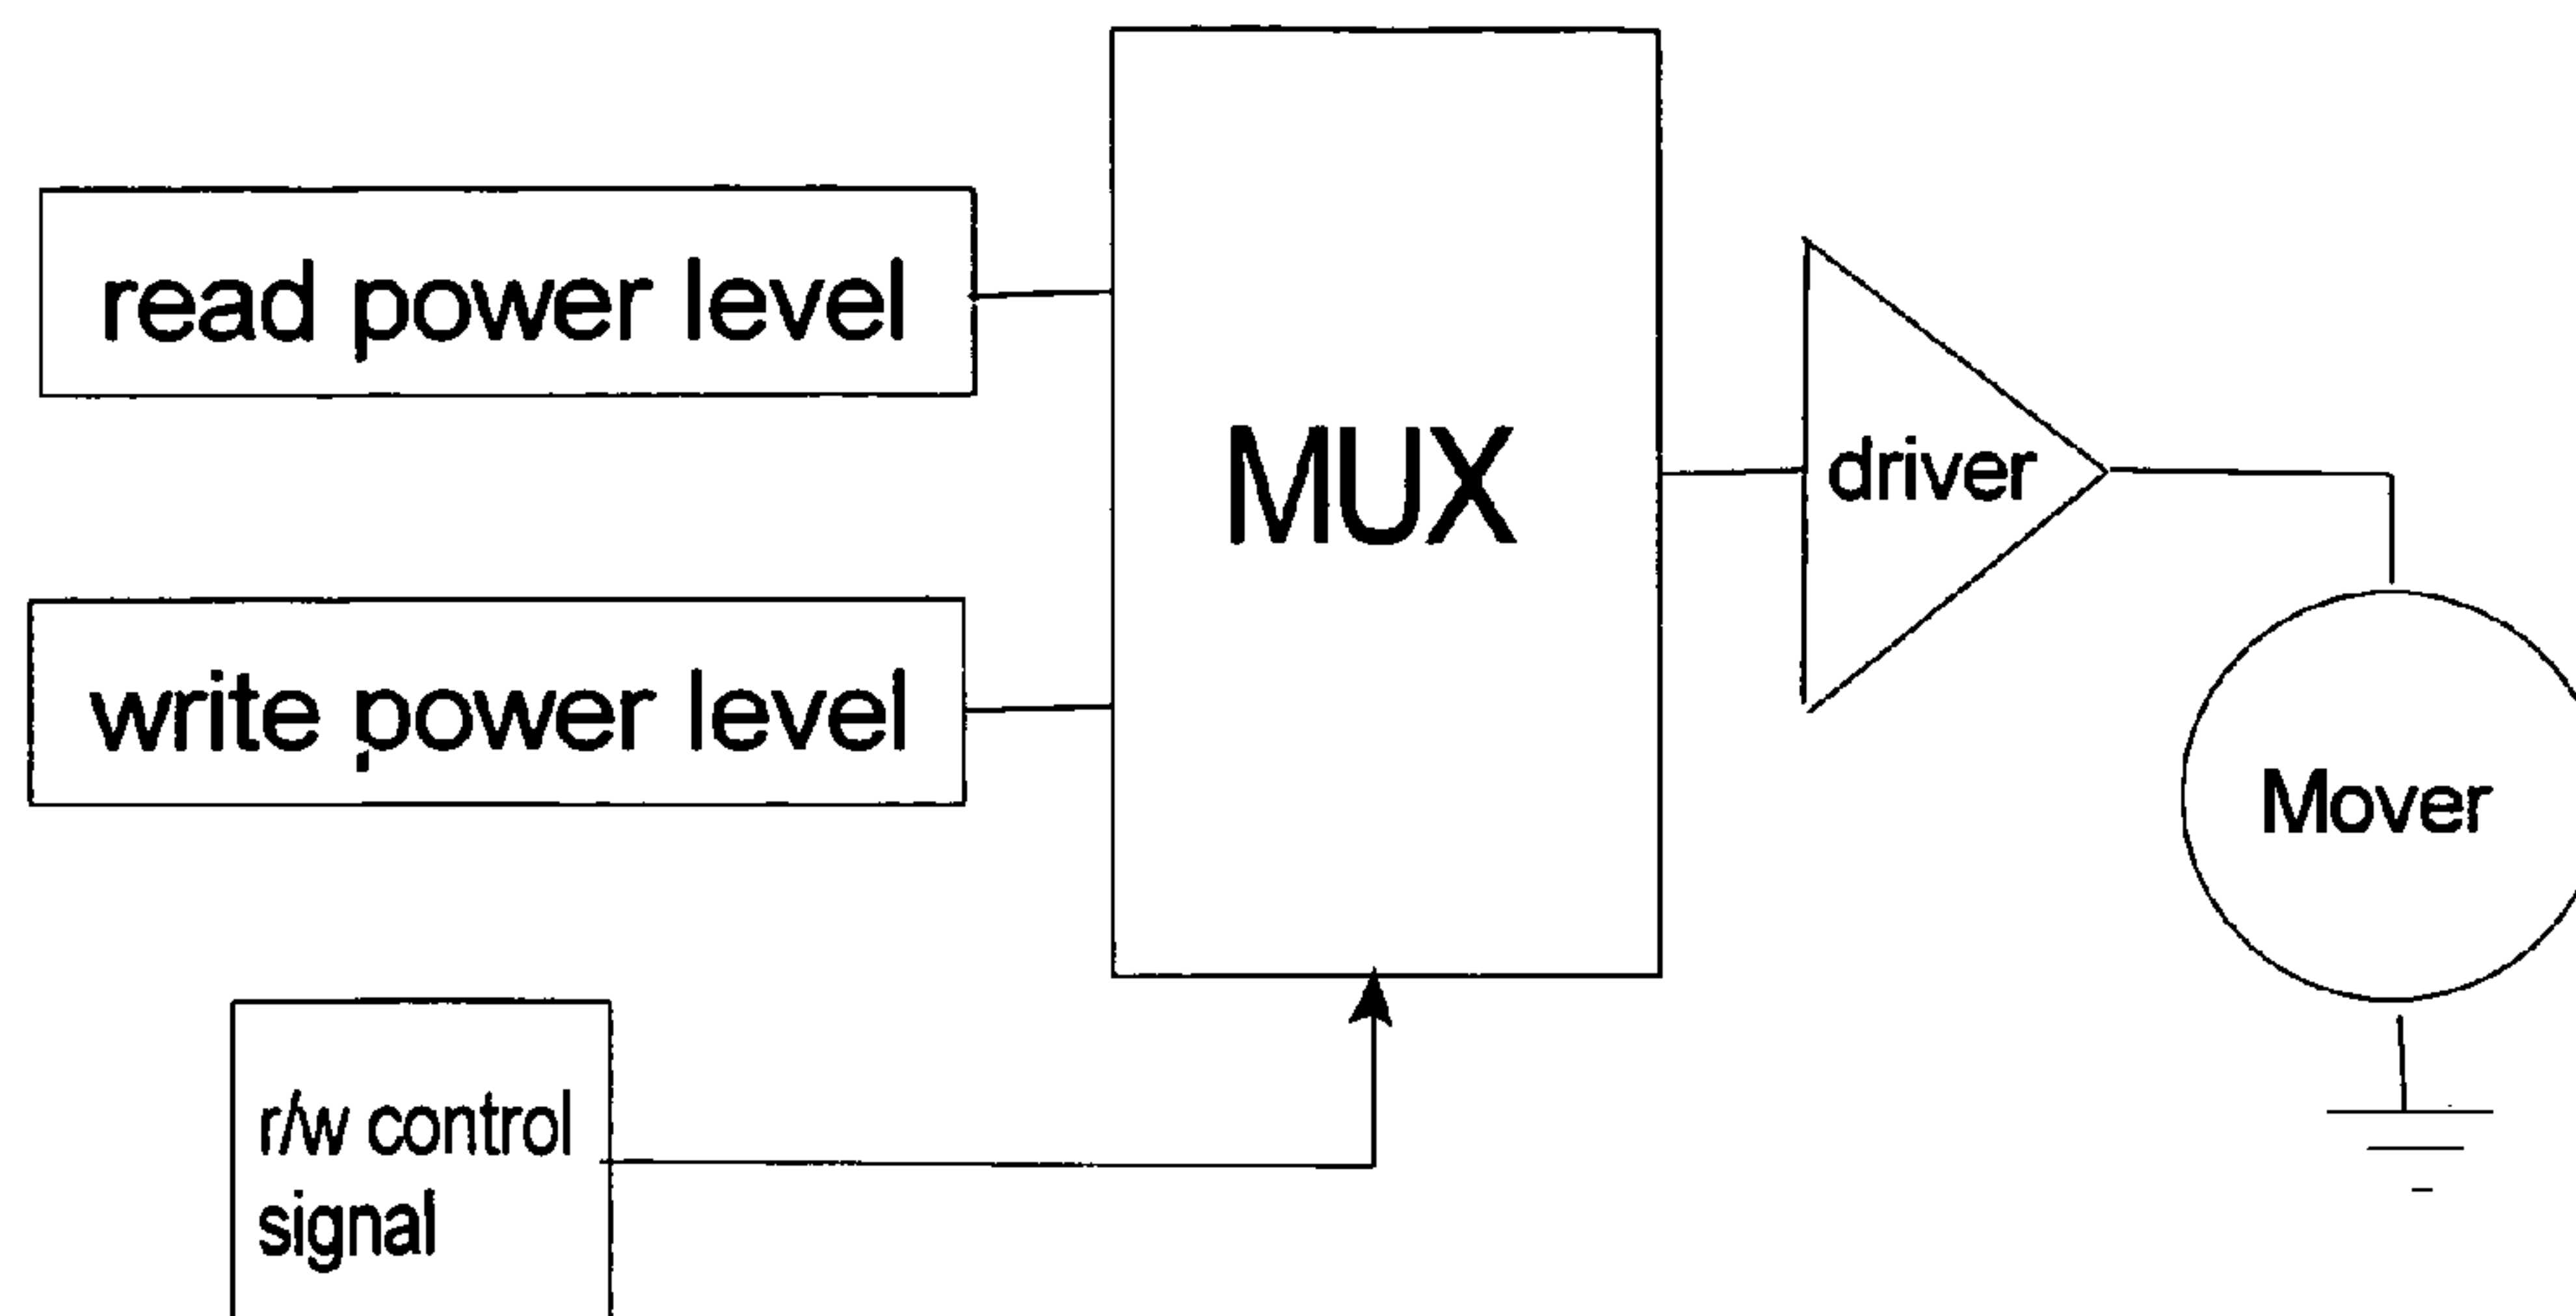 read power level
MUX
driver
write power level
Mover
r/w control
signal